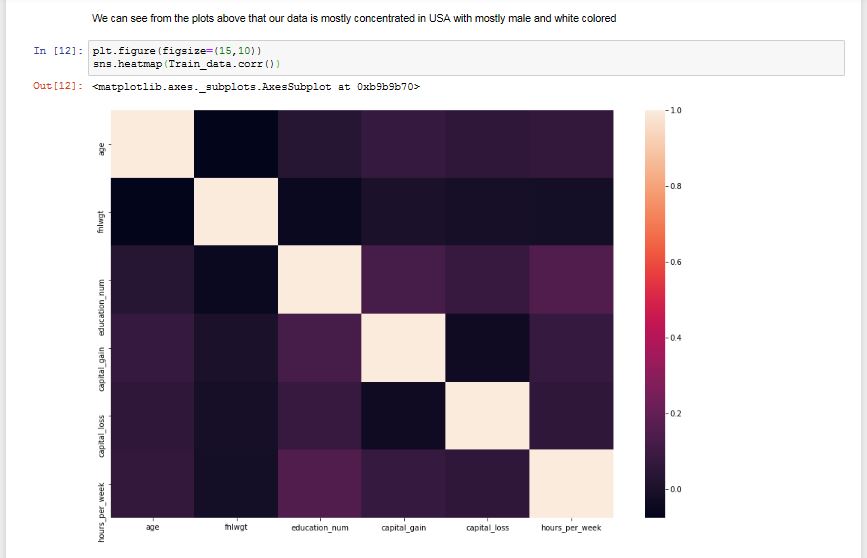 We can see from the plots above that our data is mostly concentrated in USA with mostly male and white colored
In [12]: plt.figure(figsize=(15,10))
sns.heatmap(Train_data.corr())
Out[12]: <matplotlib.axes._subplots.AxesSubplot at 0xb9b9b70>
age
fnlwgt
education_num
capital_gain
capital_loss
hours_per_week
age fnlwgt education_num capital_gain capital_loss hours_per_week
1.0
0.8
0.6
0.4
0.2
0.0